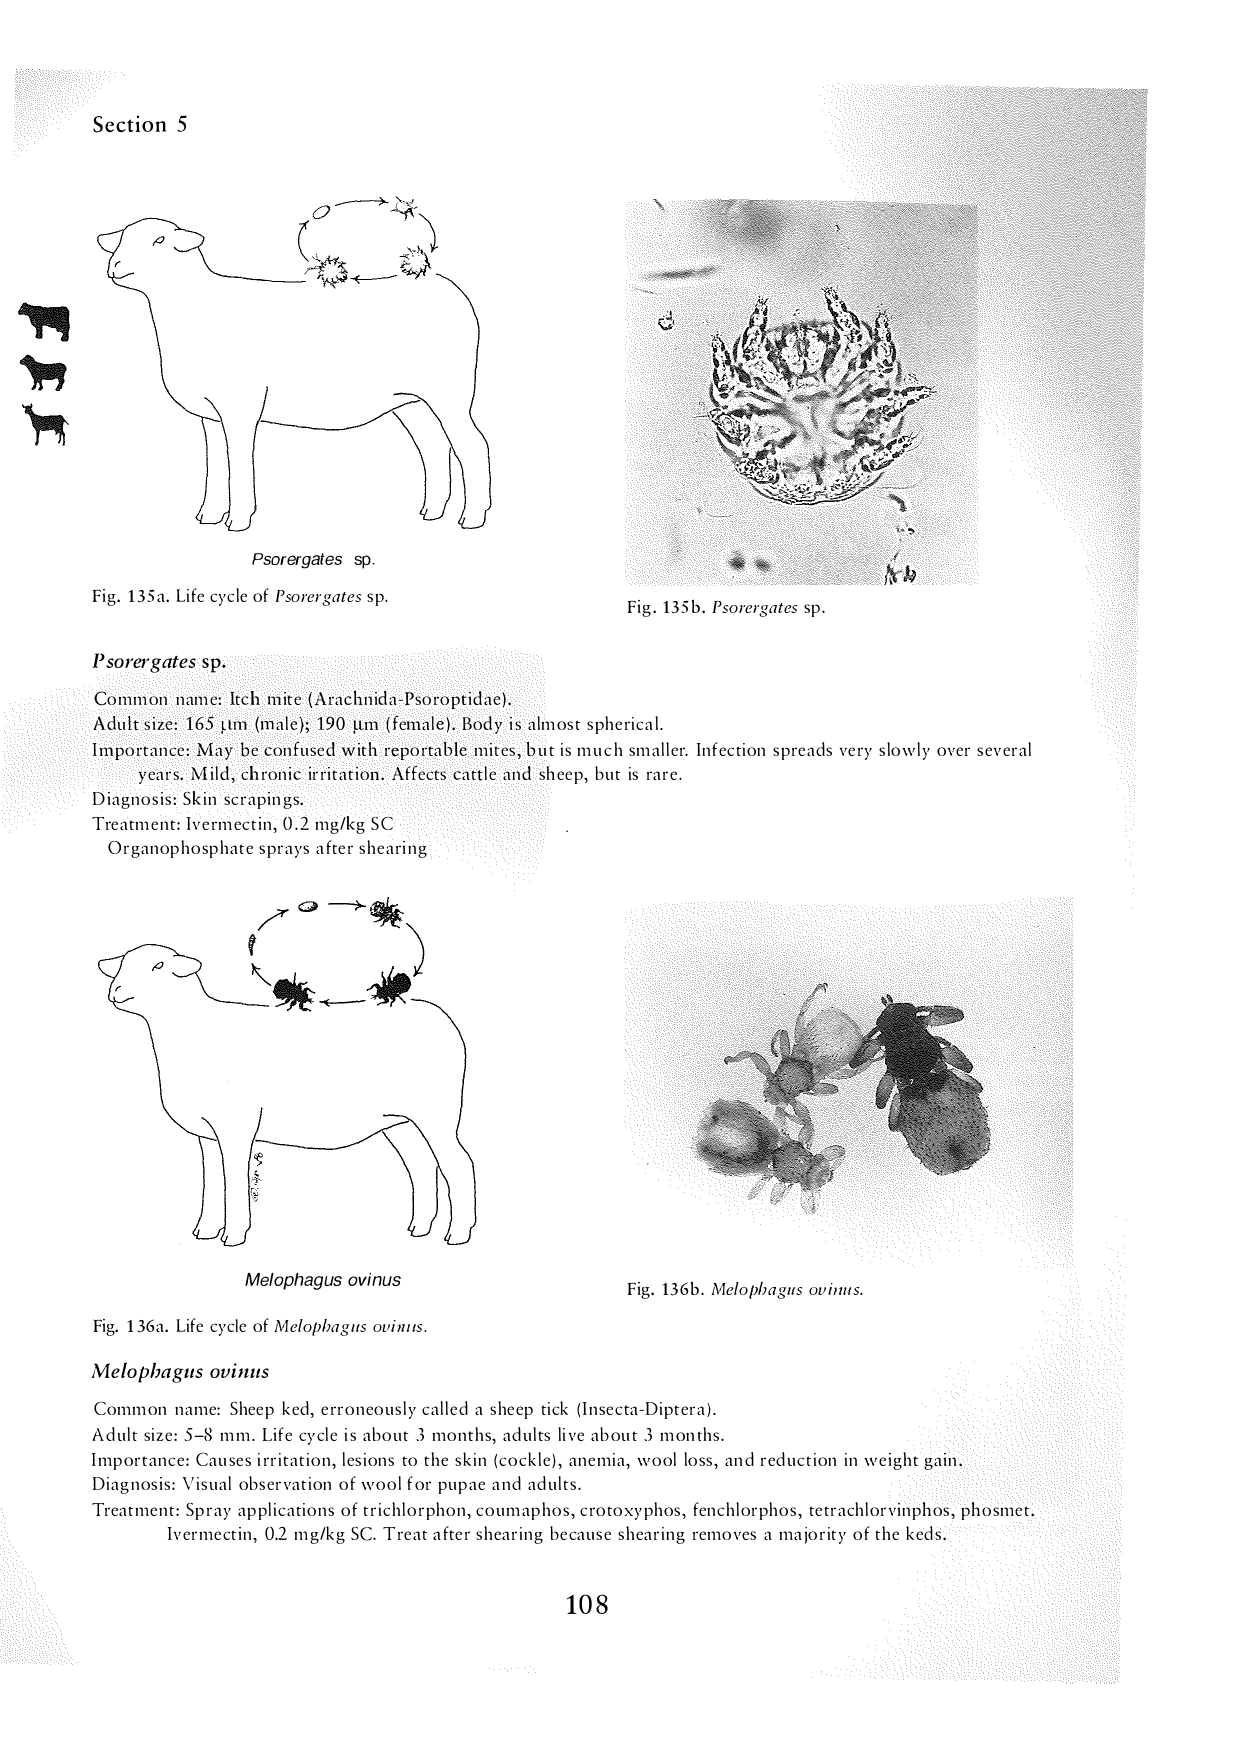 Section 5
Psorergates sp.
Fig. 135a. Life cycle of Psorergates sp.
Fig. 135b. Psorergates sp.
Psorergates sp.
Common name: Itch mite (Arachnida-Psoroptidae).
Adult size: 165 µm (male); 190 µm (female). Body is almost spherical.
Importance: May be confused with reportable mites, but is much smaller. Infection spreads very slowly over several
years. Mild, chronic irritation. Affects cattle and sheep, but is rare.
Diagnosis: Skin scrapings.
Treatment: Ivermectin, 0.2 mg/kg SC
Organophosphate sprays after shearing
Melophagus ovinus
Fig. 136a. Life cycle of Melophagus ovinus.
Fig. 136b. Melophagus ovinus.
Melophagus ovinus
Common name: Sheep ked, erroneously called a sheep tick (Insecta-Diptera).
Adult size: 5–8 mm. Life cycle is about 3 months, adults live about 3 months.
Importance: Causes irritation, lesions to the skin (cockle), anemia, wool loss, and reduction in weight gain.
Diagnosis: Visual observation of wool for pupae and adults.
Treatment: Spray applications of trichlorphon, coumaphos, crotoxyphos, fenchlorphos, tetrachlorvinphos, phosmet.
Ivermectin, 0.2 mg/kg SC. Treat after shearing because shearing removes a majority of the keds.
108